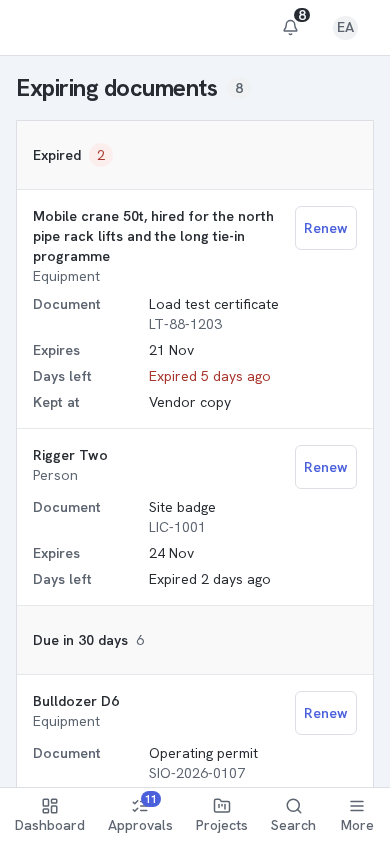 8
EA
Expiring documents 8
Expired 2
Mobile crane 50t, hired for the north
pipe rack lifts and the long tie-in
programme
Renew
Equipment
Document Load test certificate
LT-88-1203
Expires 21 Nov
Days left Expired 5 days ago
Kept at Vendor copy
Rigger Two
Renew
Person
Document Site badge
LIC-1001
Expires 24 Nov
Days left Expired 2 days ago
Due in 30 days 6
Bulldozer D6
Renew
Equipment
Document Operating permit
SIO-2026-0107
11
Dashboard Approvals Projects Search More